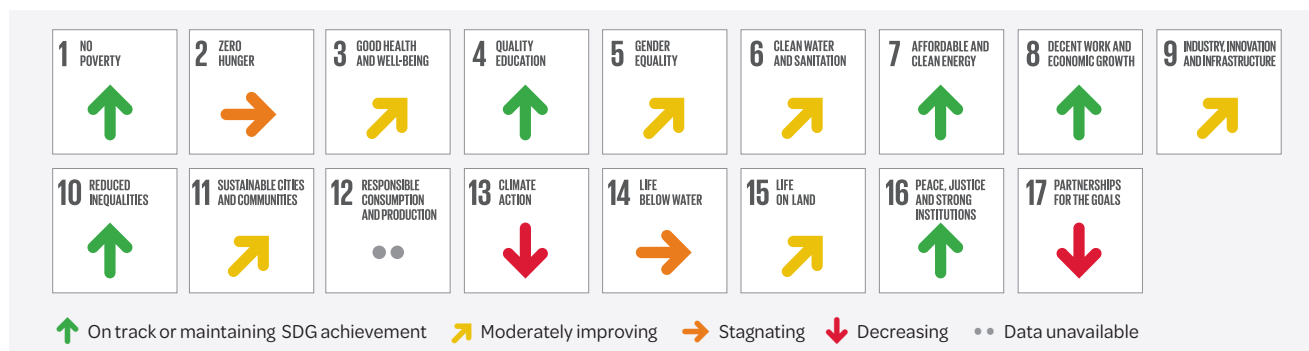 1 NO
POVERTY
2 ZERO
HUNGER
3 GOOD HEALTH
AND WELL-BEING
4 QUALITY
EDUCATION
5 GENDER
EQUALITY
6 CLEAN WATER
AND SANITATION
7 AFFORDABLE AND
CLEAN ENERGY
8 DECENT WORK AND
ECONOMIC GROWTH
9 INDUSTRY, INNOVATION
AND INFRASTRUCTURE
10 REDUCED
INEQUALITIES
11 SUSTAINABLE CITIES
AND COMMUNITIES
12 RESPONSIBLE
CONSUMPTION
AND PRODUCTION
13 CLIMATE
ACTION
14 LIFE
BELOW WATER
15 LIFE
ON LAND
16 PEACE, JUSTICE
AND STRONG
INSTITUTIONS
17 PARTNERSHIPS
FOR THE GOALS
On track or maintaining SDG achievement
Moderately improving
Stagnating
Decreasing
Data unavailable